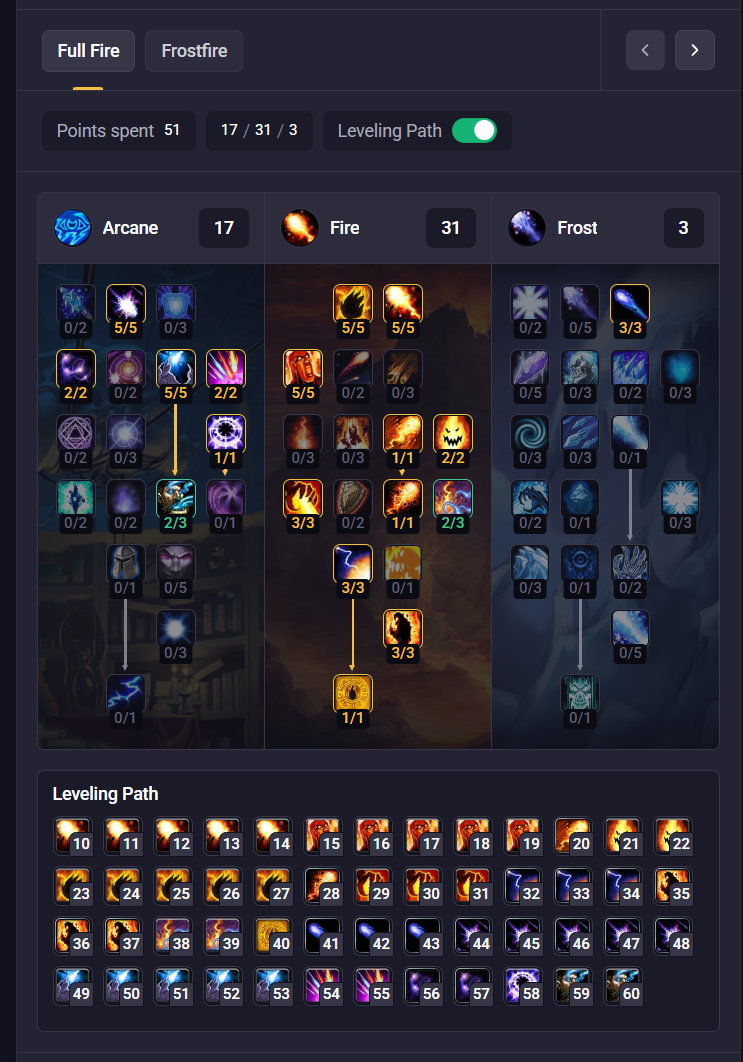 Full Fire Frostfire
Points spent 51 17 / 31 / 3 Leveling Path
Arcane 17 Fire 31 Frost 3
0/2 5/5 0/3 5/5 5/5 0/2 0/5 3/3
2/2 0/2 5/5 2/2 5/5 0/2 0/3 0/5 0/3 0/2 0/3
0/2 0/3 1/1 0/3 0/3 1/1 2/2 0/3 0/3 0/1
0/2 0/2 2/3 0/1 3/3 0/2 1/1 2/3 0/2 0/1 0/3
0/1 0/5 3/3 0/1 0/3 0/1 0/2
0/3 3/3 0/5
0/1 1/1 0/1
Leveling Path
10 11 12 13 14 15 16 17 18 19 20 21 22
23 24 25 26 27 28 29 30 31 32 33 34 35
36 37 38 39 40 41 42 43 44 45 46 47 48
49 50 51 52 53 54 55 56 57 58 59 60